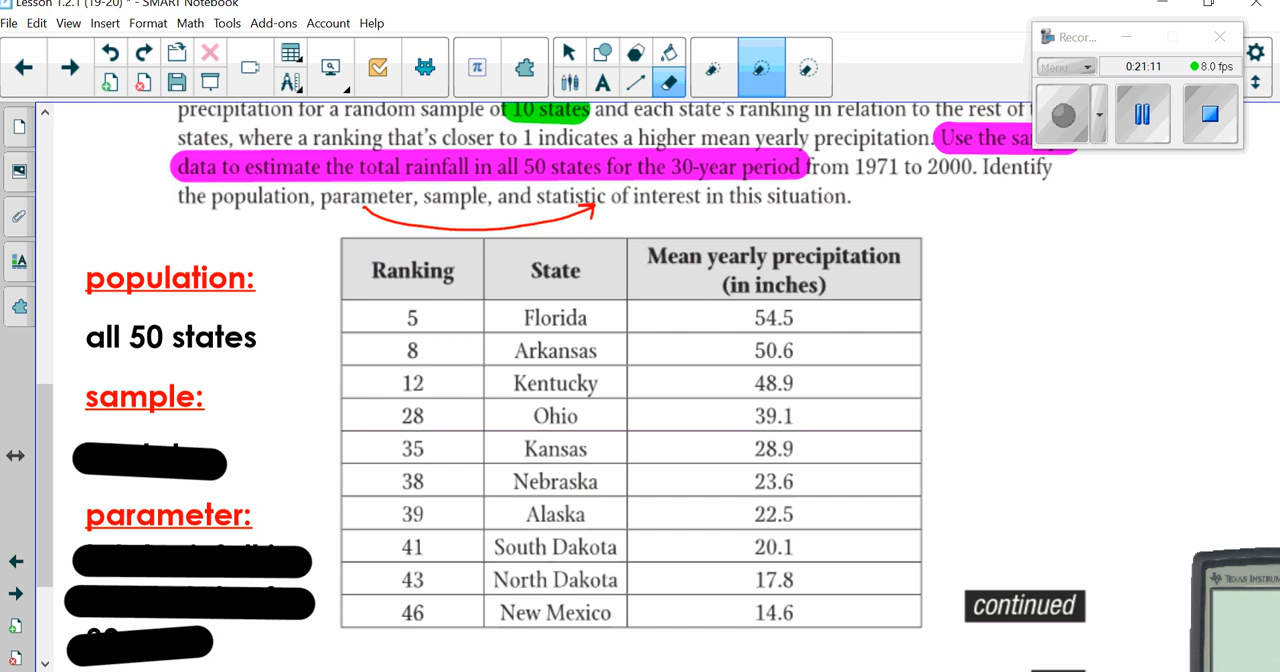 Lesson 1.2.1 (19-20) * - SMART Notebook
File Edit View Insert Format Math Tools Add-ons Account Help
Recor...
Menu 0:21:11 8.0 fps
precipitation for a random sample of 10 states and each state's ranking in relation to the rest of
states, where a ranking that's closer to 1 indicates a higher mean yearly precipitation. Use the
data to estimate the total rainfall in all 50 states for the 30-year period from 1971 to 2000. Identify
the population, parameter, sample, and statistic of interest in this situation.
population:
all 50 states
sample:
parameter:
Ranking State Mean yearly precipitation
(in inches)
5 Florida 54.5
8 Arkansas 50.6
12 Kentucky 48.9
28 Ohio 39.1
35 Kansas 28.9
38 Nebraska 23.6
39 Alaska 22.5
41 South Dakota 20.1
43 North Dakota 17.8
46 New Mexico 14.6
continued
TEXAS INSTRUM